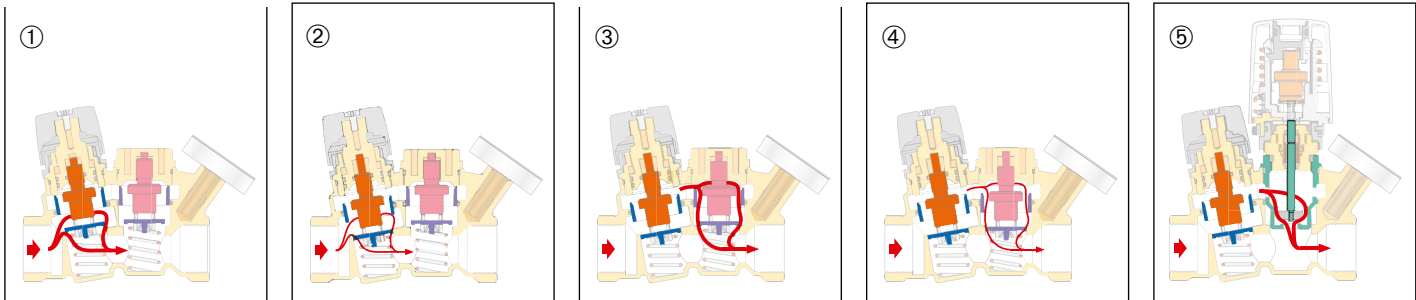 ① ② ③ ④ ⑤